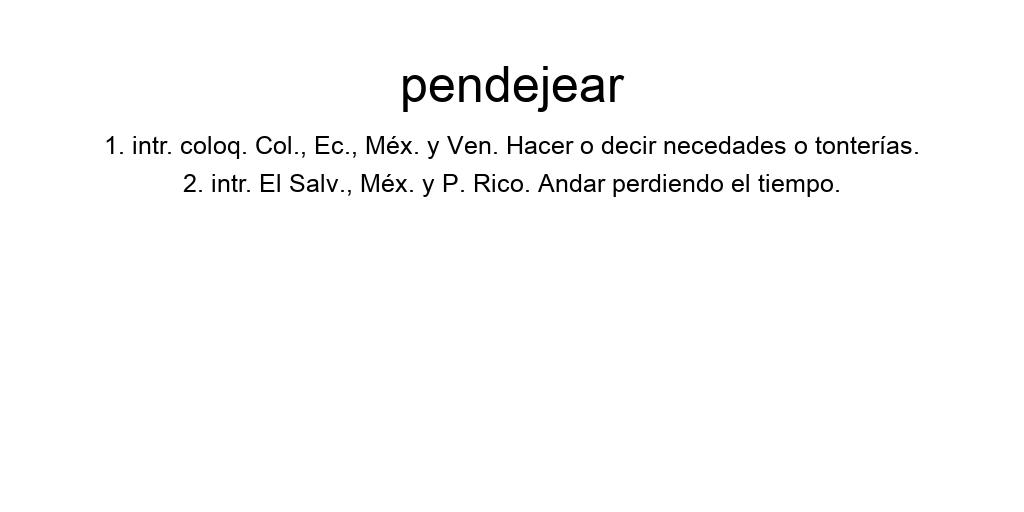 pendejear
1. intr. coloq. Col., Ec., Méx. y Ven. Hacer o decir necedades o tonterías.
2. intr. El Salv., Méx. y P. Rico. Andar perdiendo el tiempo.